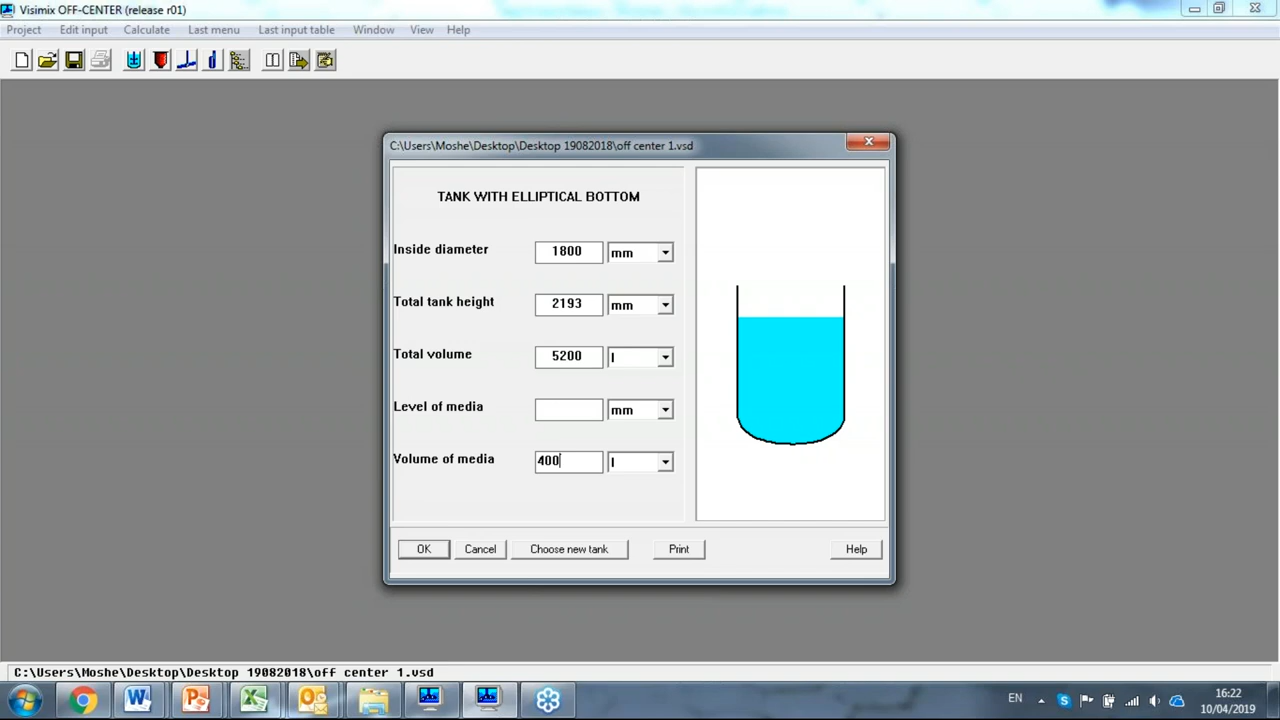 Visimix OFF-CENTER (release r01)
Project Edit input Calculate Last menu Last input table Window View Help
C:\Users\Moshe\Desktop\Desktop 19082018\off center 1.vsd
TANK WITH ELLIPTICAL BOTTOM
Inside diameter 1800 mm
Total tank height 2193 mm
Total volume 5200 l
Level of media mm
Volume of media 400 l
OK Cancel Choose new tank Print Help
C:\Users\Moshe\Desktop\Desktop 19082018\off center 1.vsd
EN 16:22
10/04/2019